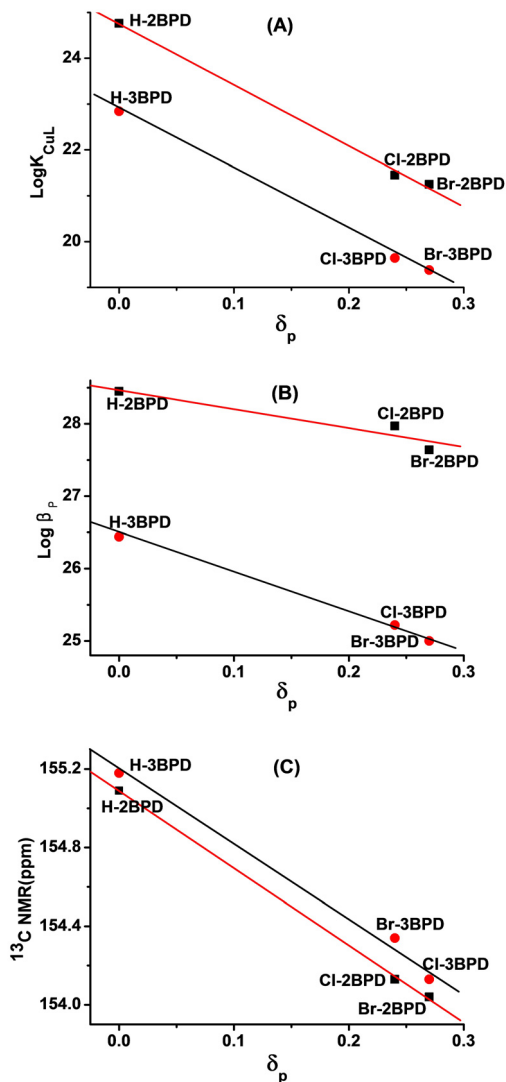 (A)
H-2BPD
24
H-3BPD
LogK_CuL
22
Cl-2BPD
Br-2BPD
20
Cl-3BPD
Br-3BPD
0.0 0.1 0.2 0.3
δ_p
(B)
H-2BPD
28
Cl-2BPD
Br-2BPD
27
Log β_P
H-3BPD
26
Cl-3BPD
25
Br-3BPD
0.0 0.1 0.2 0.3
δ_p
(C)
155.2
H-3BPD
H-2BPD
154.8
¹³C NMR(ppm)
154.4
Br-3BPD
Cl-3BPD
Cl-2BPD
154.0
Br-2BPD
0.0 0.1 0.2 0.3
δ_p